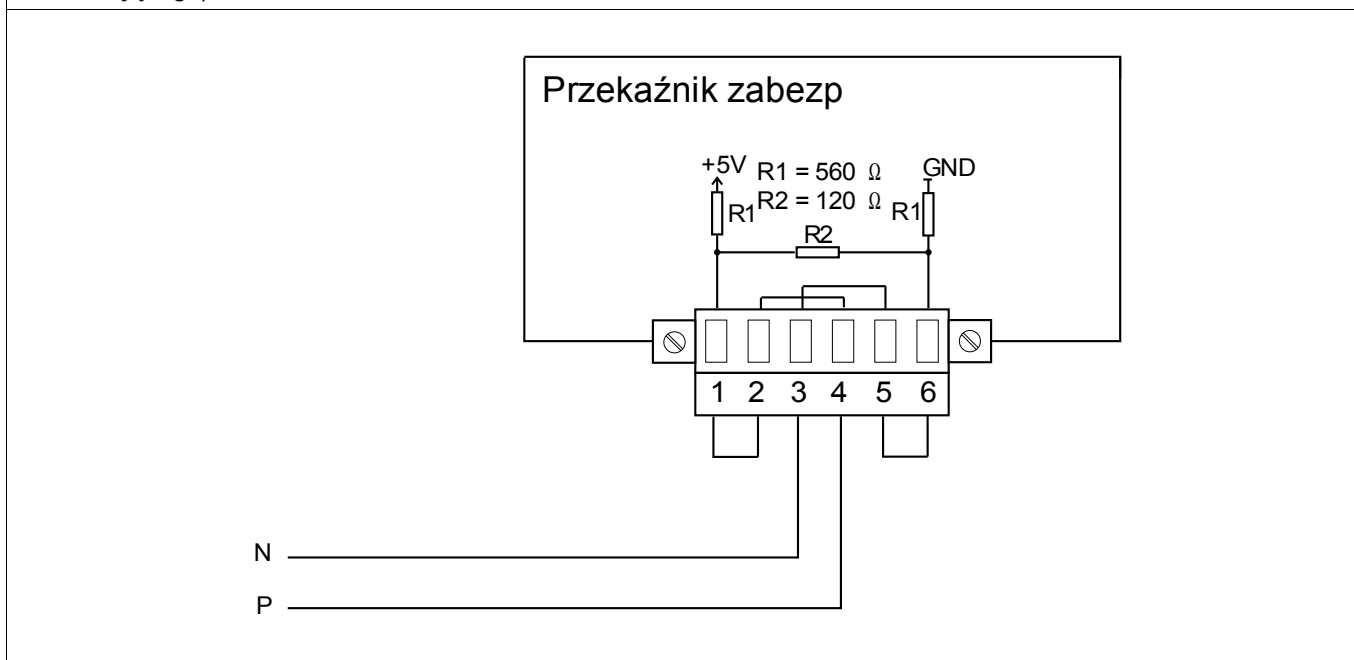 Przekaźnik zabezp
+5V R1 = 560 Ω GND
R1 R2 = 120 Ω R1
R2
1 2 3 4 5 6
N
P